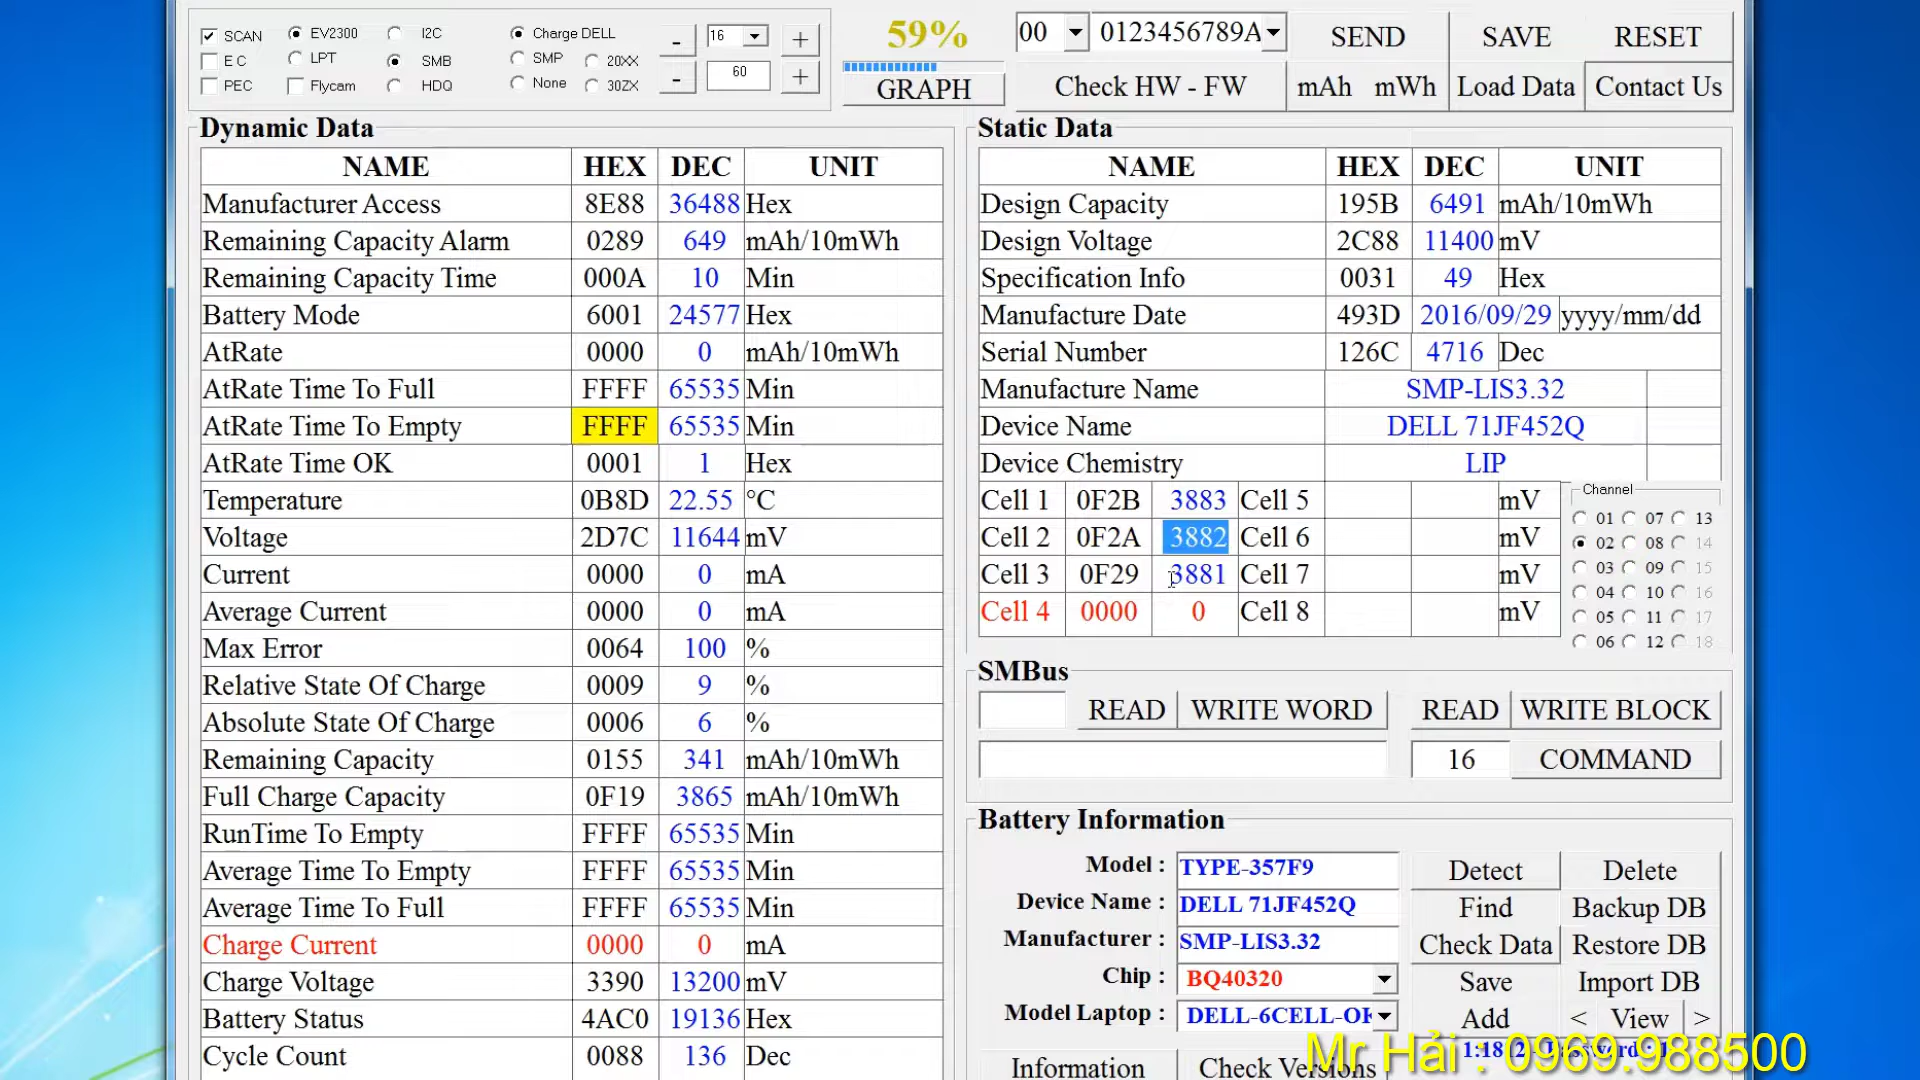 SCAN EV2300 I2C Charge DELL - 16 +
E C LPT SMB SMP 20XX
PEC Flycam HDQ None 30ZX - 60 +
59% 00 0123456789A SEND SAVE RESET
GRAPH Check HW - FW mAh mWh Load Data Contact Us
Dynamic Data
NAME HEX DEC UNIT
Manufacturer Access 8E88 36488 Hex
Remaining Capacity Alarm 0289 649 mAh/10mWh
Remaining Capacity Time 000A 10 Min
Battery Mode 6001 24577 Hex
AtRate 0000 0 mAh/10mWh
AtRate Time To Full FFFF 65535 Min
AtRate Time To Empty FFFF 65535 Min
AtRate Time OK 0001 1 Hex
Temperature 0B8D 22.55 °C
Voltage 2D7C 11644 mV
Current 0000 0 mA
Average Current 0000 0 mA
Max Error 0064 100 %
Relative State Of Charge 0009 9 %
Absolute State Of Charge 0006 6 %
Remaining Capacity 0155 341 mAh/10mWh
Full Charge Capacity 0F19 3865 mAh/10mWh
RunTime To Empty FFFF 65535 Min
Average Time To Empty FFFF 65535 Min
Average Time To Full FFFF 65535 Min
Charge Current 0000 0 mA
Charge Voltage 3390 13200 mV
Battery Status 4AC0 19136 Hex
Cycle Count 0088 136 Dec
Static Data
NAME HEX DEC UNIT
Design Capacity 195B 6491 mAh/10mWh
Design Voltage 2C88 11400 mV
Specification Info 0031 49 Hex
Manufacture Date 493D 2016/09/29 yyyy/mm/dd
Serial Number 126C 4716 Dec
Manufacture Name SMP-LIS3.32
Device Name DELL 71JF452Q
Device Chemistry LIP
Cell 1 0F2B 3883 Cell 5 mV
Cell 2 0F2A 3882 Cell 6 mV
Cell 3 0F29 3881 Cell 7 mV
Cell 4 0000 0 Cell 8 mV
Channel
01 07 13
02 08 14
03 09 15
04 10 16
05 11 17
06 12 18
SMBus
READ WRITE WORD READ WRITE BLOCK
16 COMMAND
Battery Information
Model : TYPE-357F9 Detect Delete
Device Name : DELL 71JF452Q Find Backup DB
Manufacturer : SMP-LIS3.32 Check Data Restore DB
Chip : BQ40320 Save Import DB
Model Laptop : DELL-6CELL-OK Add < View >
Information Check Versions
Mr Hải : 0969.988500